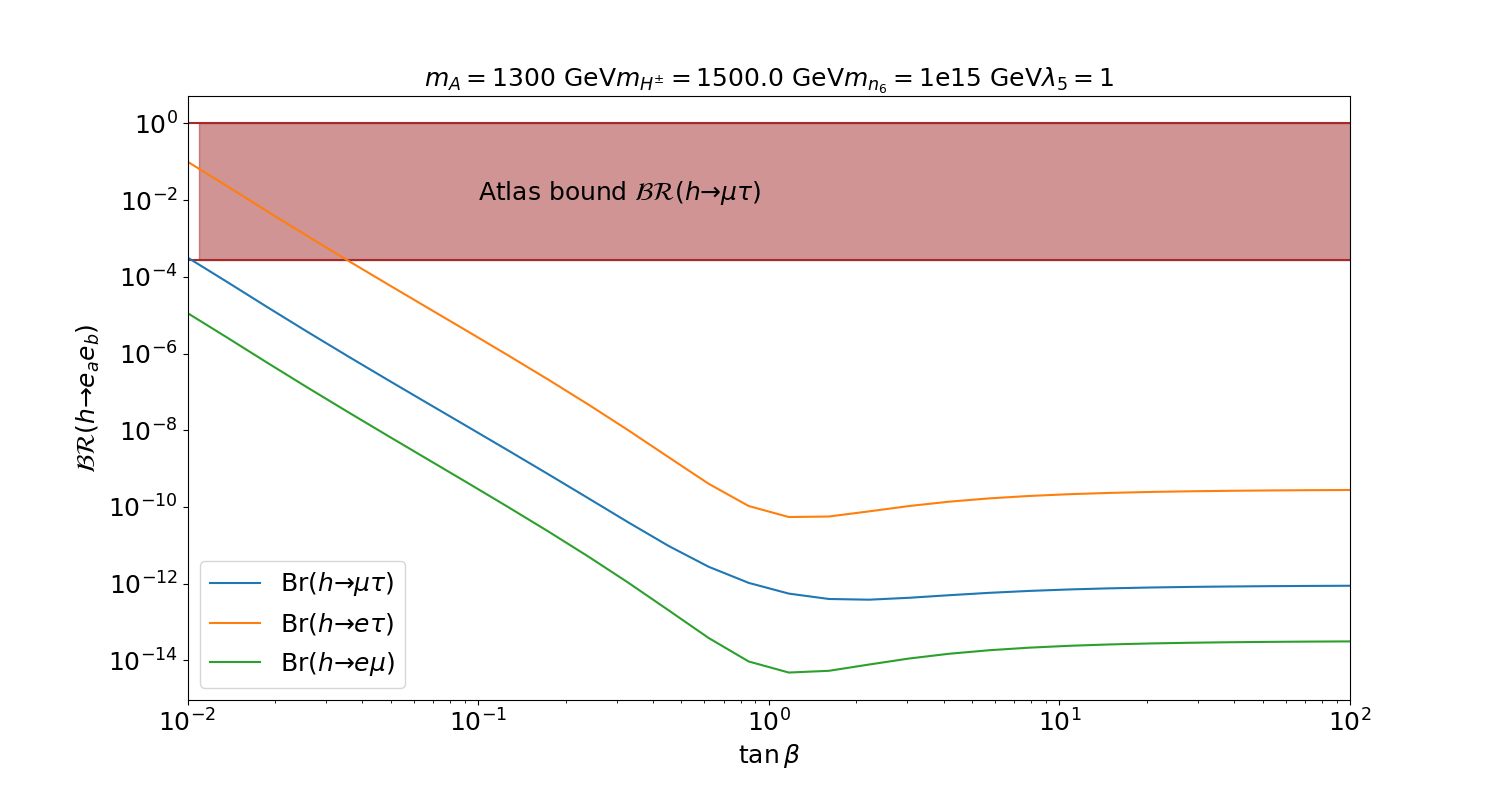 m_A = 1300 GeVm_{H^±} = 1500.0 GeVm_{n_6} = 1e15 GeVλ_5 = 1
10^0
10^{-2}
10^{-4}
10^{-6}
10^{-8}
10^{-10}
10^{-12}
10^{-14}
ℬℛ(h→e_a e_b)
Atlas bound ℬℛ(h→μτ)
Br(h→μτ)
Br(h→eτ)
Br(h→eμ)
10^{-2} 10^{-1} 10^0 10^1 10^2
tan β